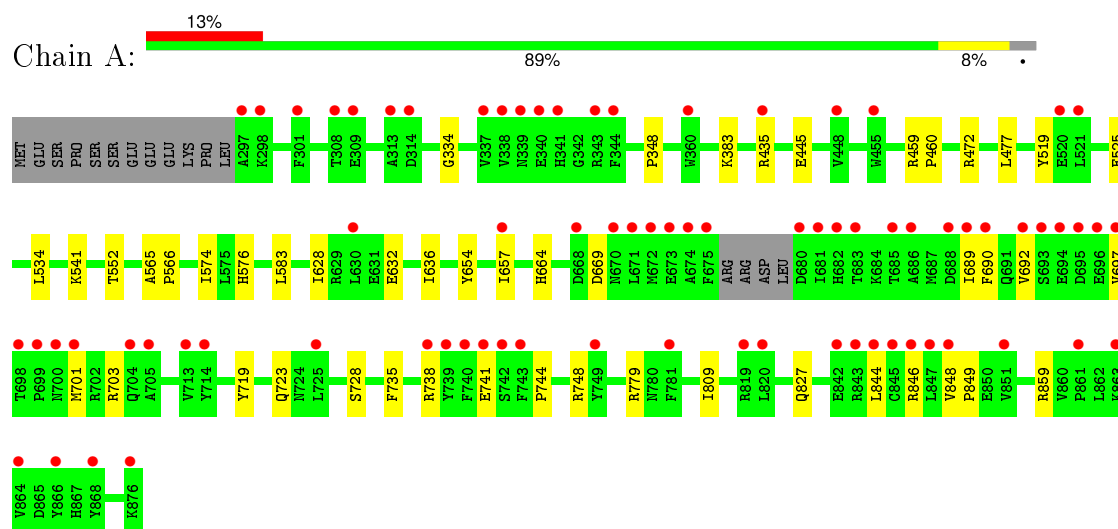 13%
Chain A:
89%
8%
MET GLU SER PRO SER SER GLU GLU GLU LYS PRO LEU A297 K298 F301 T308 E309 A313 D314 G334 V337 V338 N339 E340 H341 G342 R343 F344 P348 W360 K383 R435 E445 V448 W455 R459 P460 R472 L477 Y519 E520 L521
L534 K541 T552 A565 P566 I574 L575 H576 L583 I628 R629 L630 E631 E632 I636 Y654 I657 H664 D668 D669 N670 L671 M672 E673 A674 F675 ARG ARG ASP LEU D680 I681 H682 T683 K684 T685 A686 M687 D688 I689 F690 Q691 V692 S693 E694 D695 E696 V697
T698 P699 N700 M701 R702 R703 Q704 A705 V713 Y714 Y719 Q723 N724 L725 S728 F735 R738 Y739 F740 E741 S742 F743 P744 R748 Y749 R779 N780 F781 I809 R819 L820 Q827 E842 R843 L844 C845 R846 L847 V848 P849 E850 V851 R859 V860 P861 L862 K863
V864 D865 Y866 H867 Y868 K876